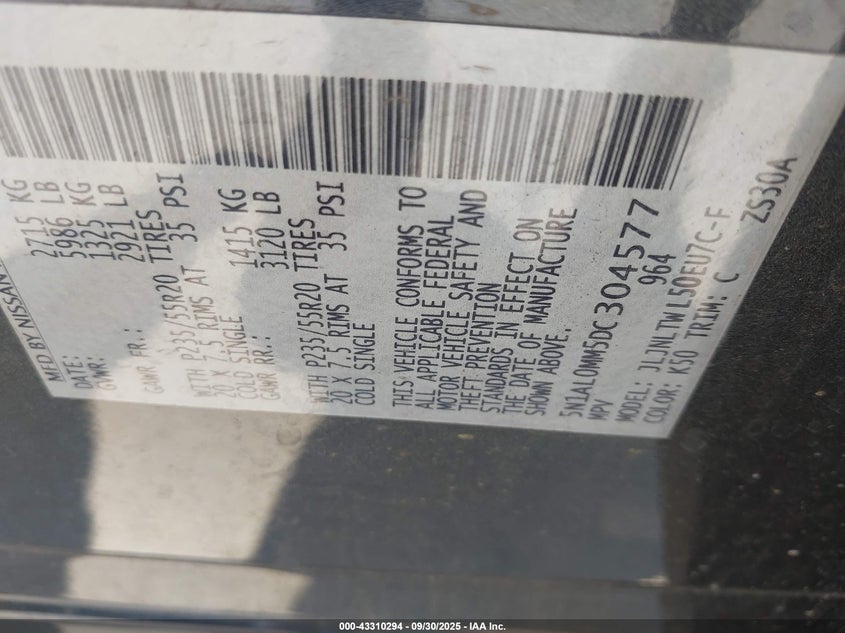 MFD BY NISSAN
DATE:
GVWR: 2715 KG
5986 LB
GAWR FR.: 1325 KG
2921 LB
WITH P235/55R20 TIRES
20 X 7.5 RIMS AT 35 PSI
COLD SINGLE
GAWR RR.: 1415 KG
3120 LB
WITH P235/55R20 TIRES
20 X 7.5 RIMS AT 35 PSI
COLD SINGLE
THIS VEHICLE CONFORMS TO
ALL APPLICABLE FEDERAL
MOTOR VEHICLE SAFETY AND
THEFT PREVENTION
STANDARDS IN EFFECT ON
THE DATE OF MANUFACTURE
SHOWN ABOVE.
5N1AL0MM5DC304577
MPV 964
MODEL: JLJNLTWL50EU7C-F
COLOR: K50 TRIM: C ZS30A
000-43310294 - 09/30/2025 - IAA Inc.